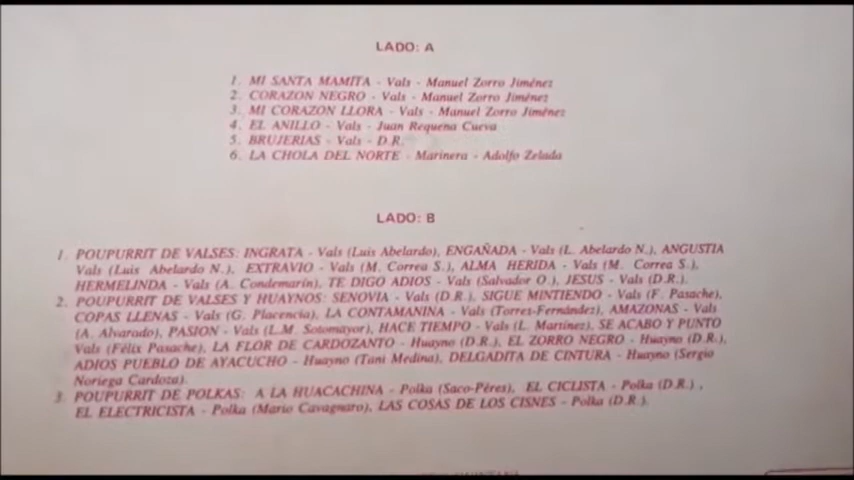 LADO: A
1. MI SANTA MAMITA - Vals - Manuel Zorro Jiménez
2. CORAZON NEGRO - Vals - Manuel Zorro Jiménez
3. MI CORAZON LLORA - Vals - Manuel Zorro Jiménez
4. EL ANILLO - Vals - Juan Requena Cueva
5. BRUJERIAS - Vals - D.R.
6. LA CHOLA DEL NORTE - Marinera - Adolfo Zelada
LADO: B
1. POUPURRIT DE VALSES: INGRATA - Vals (Luis Abelardo), ENGAÑADA - Vals (L. Abelardo N.), ANGUSTIA
Vals (Luis Abelardo N.), EXTRAVIO - Vals (M. Correa S.), ALMA HERIDA - Vals (M. Correa S.),
HERMELINDA - Vals (A. Condemarín), TE DIGO ADIOS - Vals (Salvador O.), JESUS - Vals (D.R.).
2. POUPURRIT DE VALSES Y HUAYNOS: SENOVIA - Vals (D.R.), SIGUE MINTIENDO - Vals (F. Pasache),
COPAS LLENAS - Vals (G. Placencia), LA CONTAMINA - Vals (Torres-Fernández), AMAZONAS - Vals
(A. Alvarado), PASION - Vals (L.M. Sotomayor), HACE TIEMPO - Vals (L. Martínez), SE ACABO Y PUNTO
Vals (Félix Pasache), LA FLOR DE CARDOZANTO - Huayno (D.R.), EL ZORRO NEGRO - Huayno (D.R.),
ADIOS PUEBLO DE AYACUCHO - Huayno (Tani Medina), DELGADITA DE CINTURA - Huayno (Sergio
Noriega Cardoza).
3. POUPURRIT DE POLKAS: A LA HUACACHINA - Polka (Saco-Péres), EL CICLISTA - Polka (D.R.) ,
EL ELECTRICISTA - Polka (Mario Cavagnaro), LAS COSAS DE LOS CISNES - Polka (D.R.).